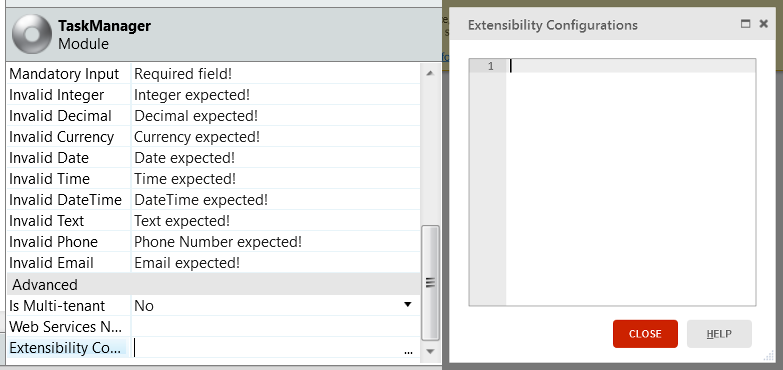 TaskManager
Module
Mandatory Input Required field!
Invalid Integer Integer expected!
Invalid Decimal Decimal expected!
Invalid Currency Currency expected!
Invalid Date Date expected!
Invalid Time Time expected!
Invalid DateTime DateTime expected!
Invalid Text Text expected!
Invalid Phone Phone Number expected!
Invalid Email Email expected!
Advanced
Is Multi-tenant No
Web Services N...
Extensibility Co... ...
Extensibility Configurations
1
CLOSE HELP